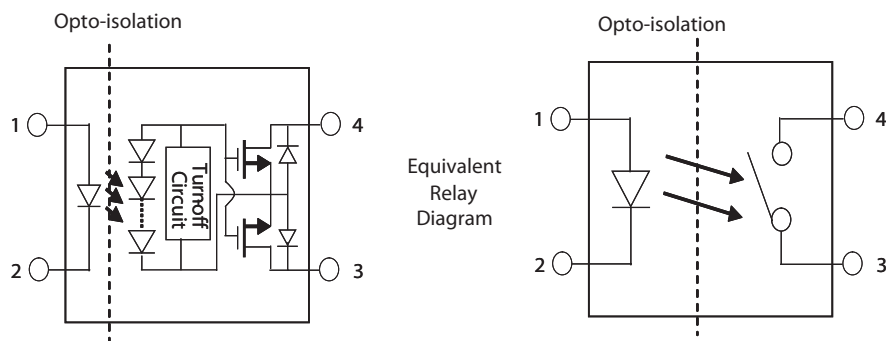 Opto-isolation
1
2
Turnoff
Circuit
4
3
Equivalent
Relay
Diagram
Opto-isolation
1
2
4
3